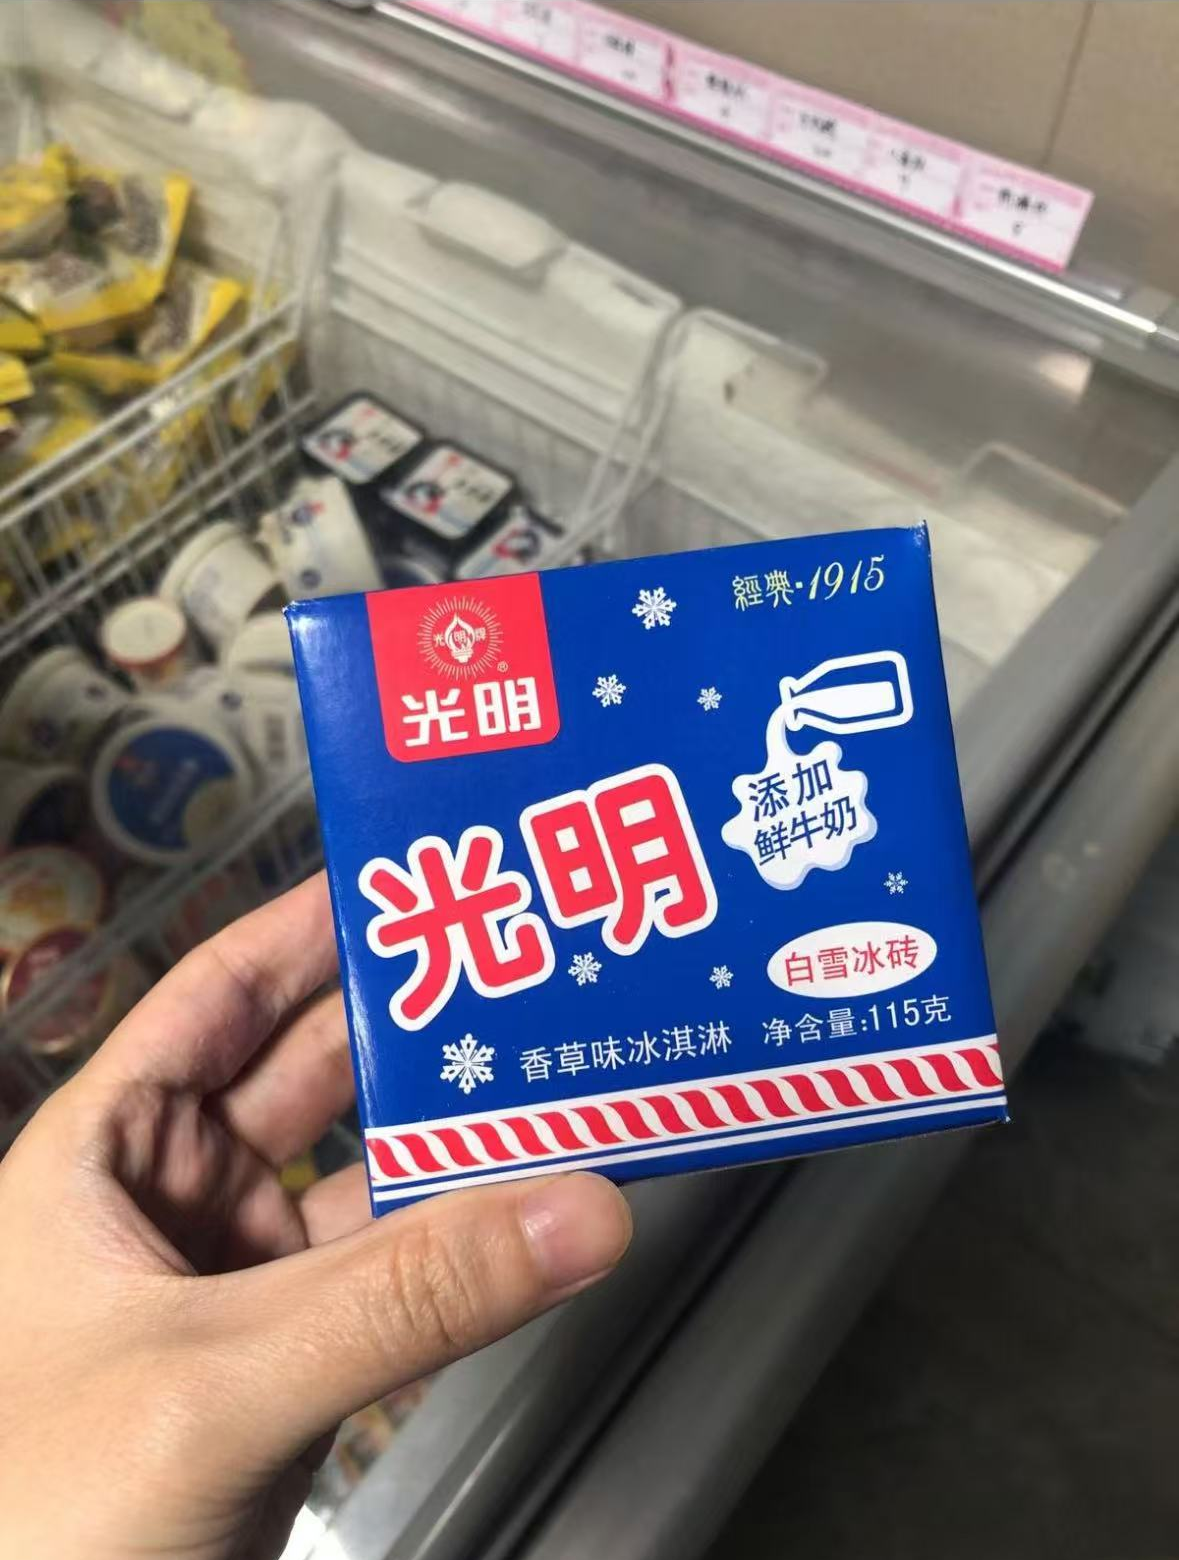 經典·1915
光明牌
®
光明
添加
鲜牛奶
光明
白雪冰砖
香草味冰淇淋 净含量:115克